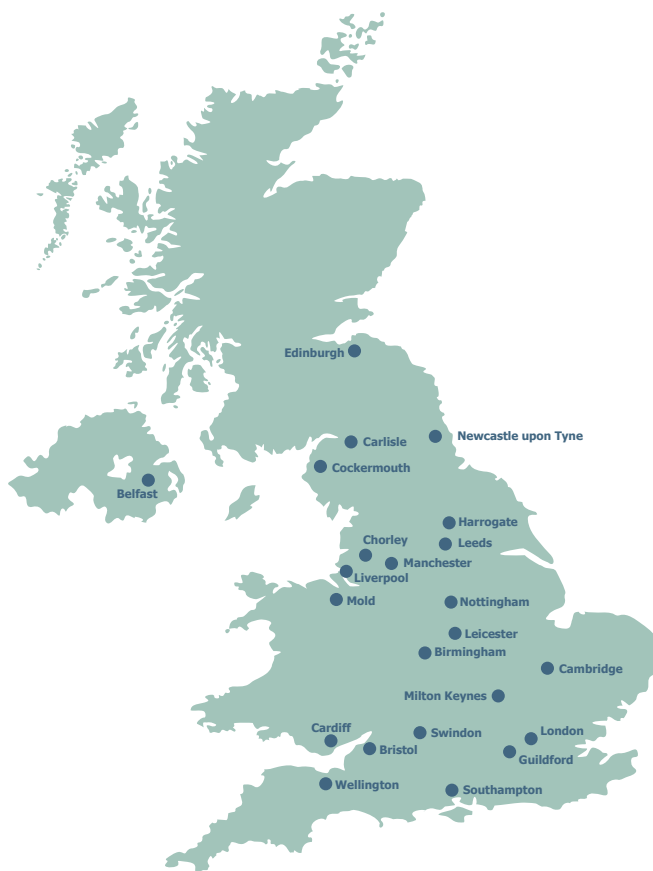 Edinburgh
Newcastle upon Tyne
Carlisle
Cockermouth
Belfast
Harrogate
Leeds
Chorley
Manchester
Liverpool
Mold
Nottingham
Leicester
Birmingham
Cambridge
Milton Keynes
Cardiff
Swindon
London
Bristol
Guildford
Wellington
Southampton